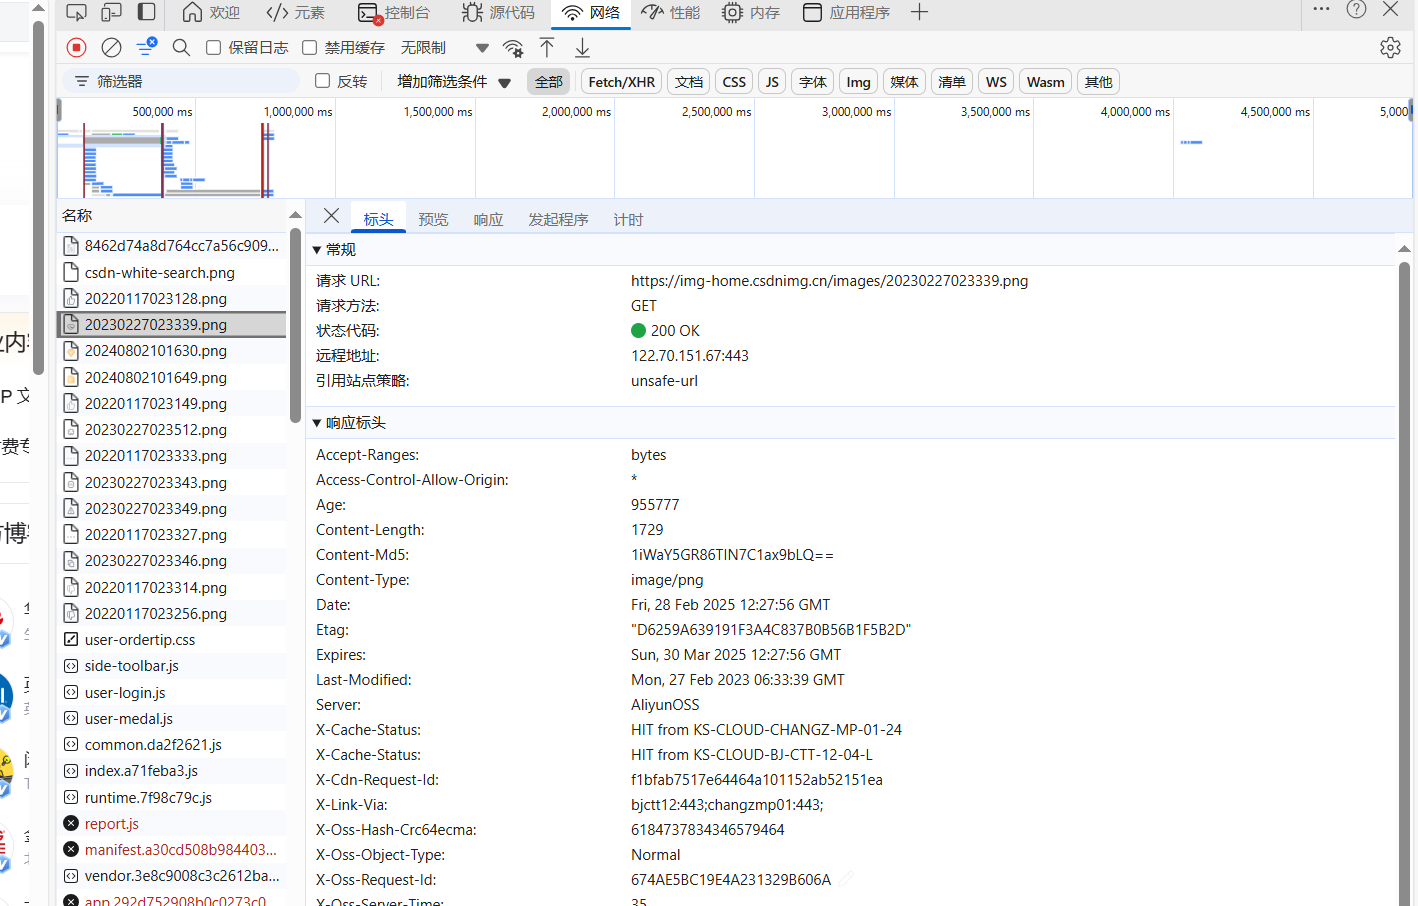 欢迎 元素 控制台 源代码 网络 性能 内存 应用程序
保留日志 禁用缓存 无限制
筛选器 反转 增加筛选条件 全部 Fetch/XHR 文档 CSS JS 字体 Img 媒体 清单 WS Wasm 其他
500,000 ms 1,000,000 ms 1,500,000 ms 2,000,000 ms 2,500,000 ms 3,000,000 ms 3,500,000 ms 4,000,000 ms 4,500,000 ms 5,000
名称
8462d74a8d764cc7a56c909...
csdn-white-search.png
20220117023128.png
20230227023339.png
20240802101630.png
20240802101649.png
20220117023149.png
20230227023512.png
20220117023333.png
20230227023343.png
20230227023349.png
20220117023327.png
20230227023346.png
20220117023314.png
20220117023256.png
user-ordertip.css
side-toolbar.js
user-login.js
user-medal.js
common.da2f2621.js
index.a71feba3.js
runtime.7f98c79c.js
report.js
manifest.a30cd508b984403...
vendor.3e8c9008c3c2612ba...
app.292d752908b0c0273c0
标头 预览 响应 发起程序 计时
常规
请求 URL: https://img-home.csdnimg.cn/images/20230227023339.png
请求方法: GET
状态代码: 200 OK
远程地址: 122.70.151.67:443
引用站点策略: unsafe-url
响应标头
Accept-Ranges: bytes
Access-Control-Allow-Origin: *
Age: 955777
Content-Length: 1729
Content-Md5: 1iWaY5GR86TIN7C1ax9bLQ==
Content-Type: image/png
Date: Fri, 28 Feb 2025 12:27:56 GMT
Etag: "D6259A639191F3A4C837B0B56B1F5B2D"
Expires: Sun, 30 Mar 2025 12:27:56 GMT
Last-Modified: Mon, 27 Feb 2023 06:33:39 GMT
Server: AliyunOSS
X-Cache-Status: HIT from KS-CLOUD-CHANGZ-MP-01-24
X-Cache-Status: HIT from KS-CLOUD-BJ-CTT-12-04-L
X-Cdn-Request-Id: f1bfab7517e64464a101152ab52151ea
X-Link-Via: bjctt12:443;changzmp01:443;
X-Oss-Hash-Crc64ecma: 6184737834346579464
X-Oss-Object-Type: Normal
X-Oss-Request-Id: 674AE5BC19E4A231329B606A
X-Oss-Server-Time: 35